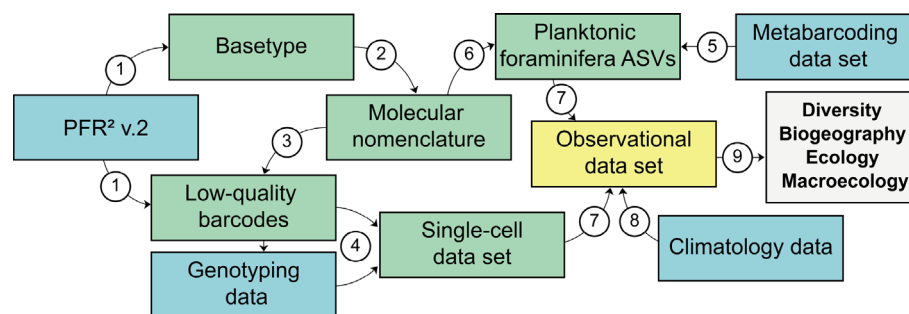 1
Basetype
2
6
Planktonic
foraminifera ASVs
5
Metabarcoding
data set
PFR² v.2
Molecular
nomenclature
7
Diversity
Biogeography
Ecology
Macroecology
3
Observational
data set
9
1
Low-quality
barcodes
4
Single-cell
data set
7
8
Climatology data
Genotyping
data